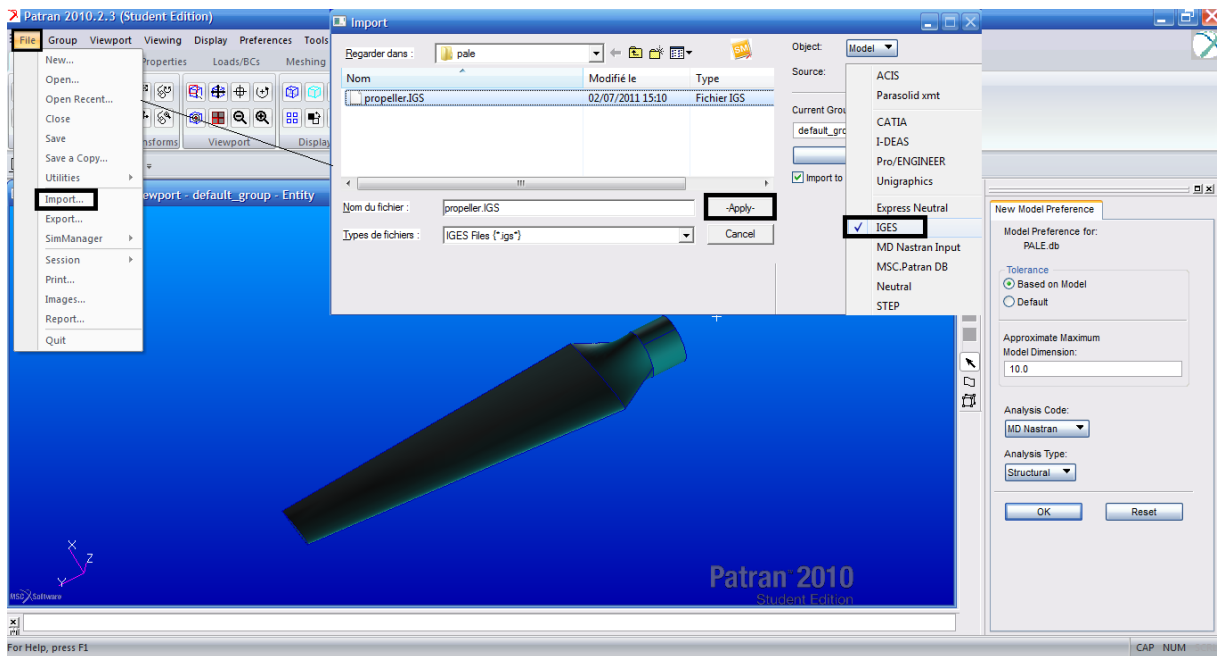 Patran 2010.2.3 (Student Edition)
File Group Viewport Viewing Display Preferences Tools
Properties Loads/BCs Meshing
Transforms Viewport Display
New...
Open...
Open Recent...
Close
Save
Save a Copy...
Utilities
Import...
Export...
SimManager
Session
Print...
Images...
Report...
Quit
Viewport - default_group - Entity
Import
Regarder dans : pale
Nom Modifié le Type
propeller.IGS 02/07/2011 15:10 Fichier IGS
Nom du fichier : propeller.IGS -Apply-
Types de fichiers : IGES Files {*.igs*} Cancel
SM
Object: Model
Source:
Current
default_gro
Import to
ACIS
Parasolid xmt
CATIA
I-DEAS
Pro/ENGINEER
Unigraphics
Express Neutral
IGES
MD Nastran Input
MSC.Patran DB
Neutral
STEP
New Model Preference
Model Preference for:
PALE.db
Tolerance
Based on Model
Default
Approximate Maximum
Model Dimension:
10.0
Analysis Code:
MD Nastran
Analysis Type:
Structural
OK Reset
X
Z
Y
MSC Software
Patran 2010
Student Edition
For Help, press F1
CAP NUM